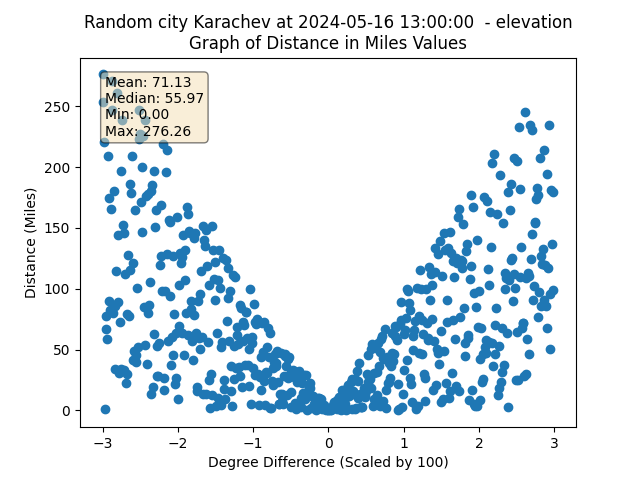 Random city Karachev at 2024-05-16 13:00:00  - elevation
Graph of Distance in Miles Values
Mean: 71.13
Median: 55.97
Min: 0.00
Max: 276.26
Distance (Miles)
250
200
150
100
50
0
−3
−2
−1
0
1
2
3
Degree Difference (Scaled by 100)